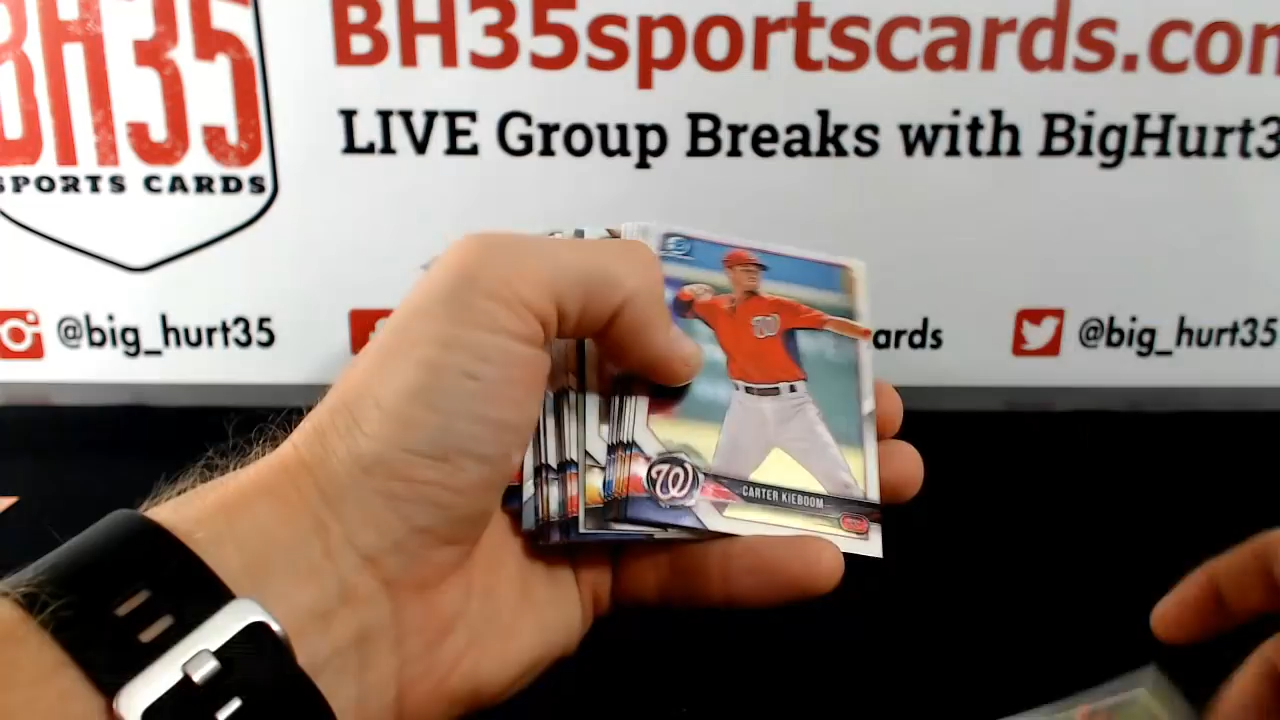 BH35
SPORTS CARDS
BH35sportscards.com
LIVE Group Breaks with BigHurt3
@big_hurt35
ards
@big_hurt35
W
W
CARTER KIEBOOM